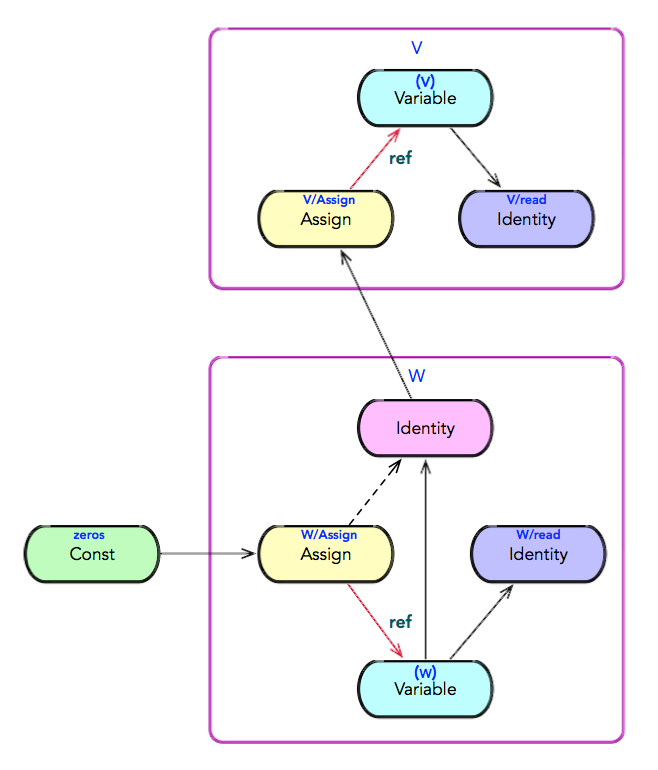 V
(V)
Variable
ref
V/Assign
Assign
V/read
Identity
W
Identity
zeros
Const
W/Assign
Assign
W/read
Identity
ref
(w)
Variable